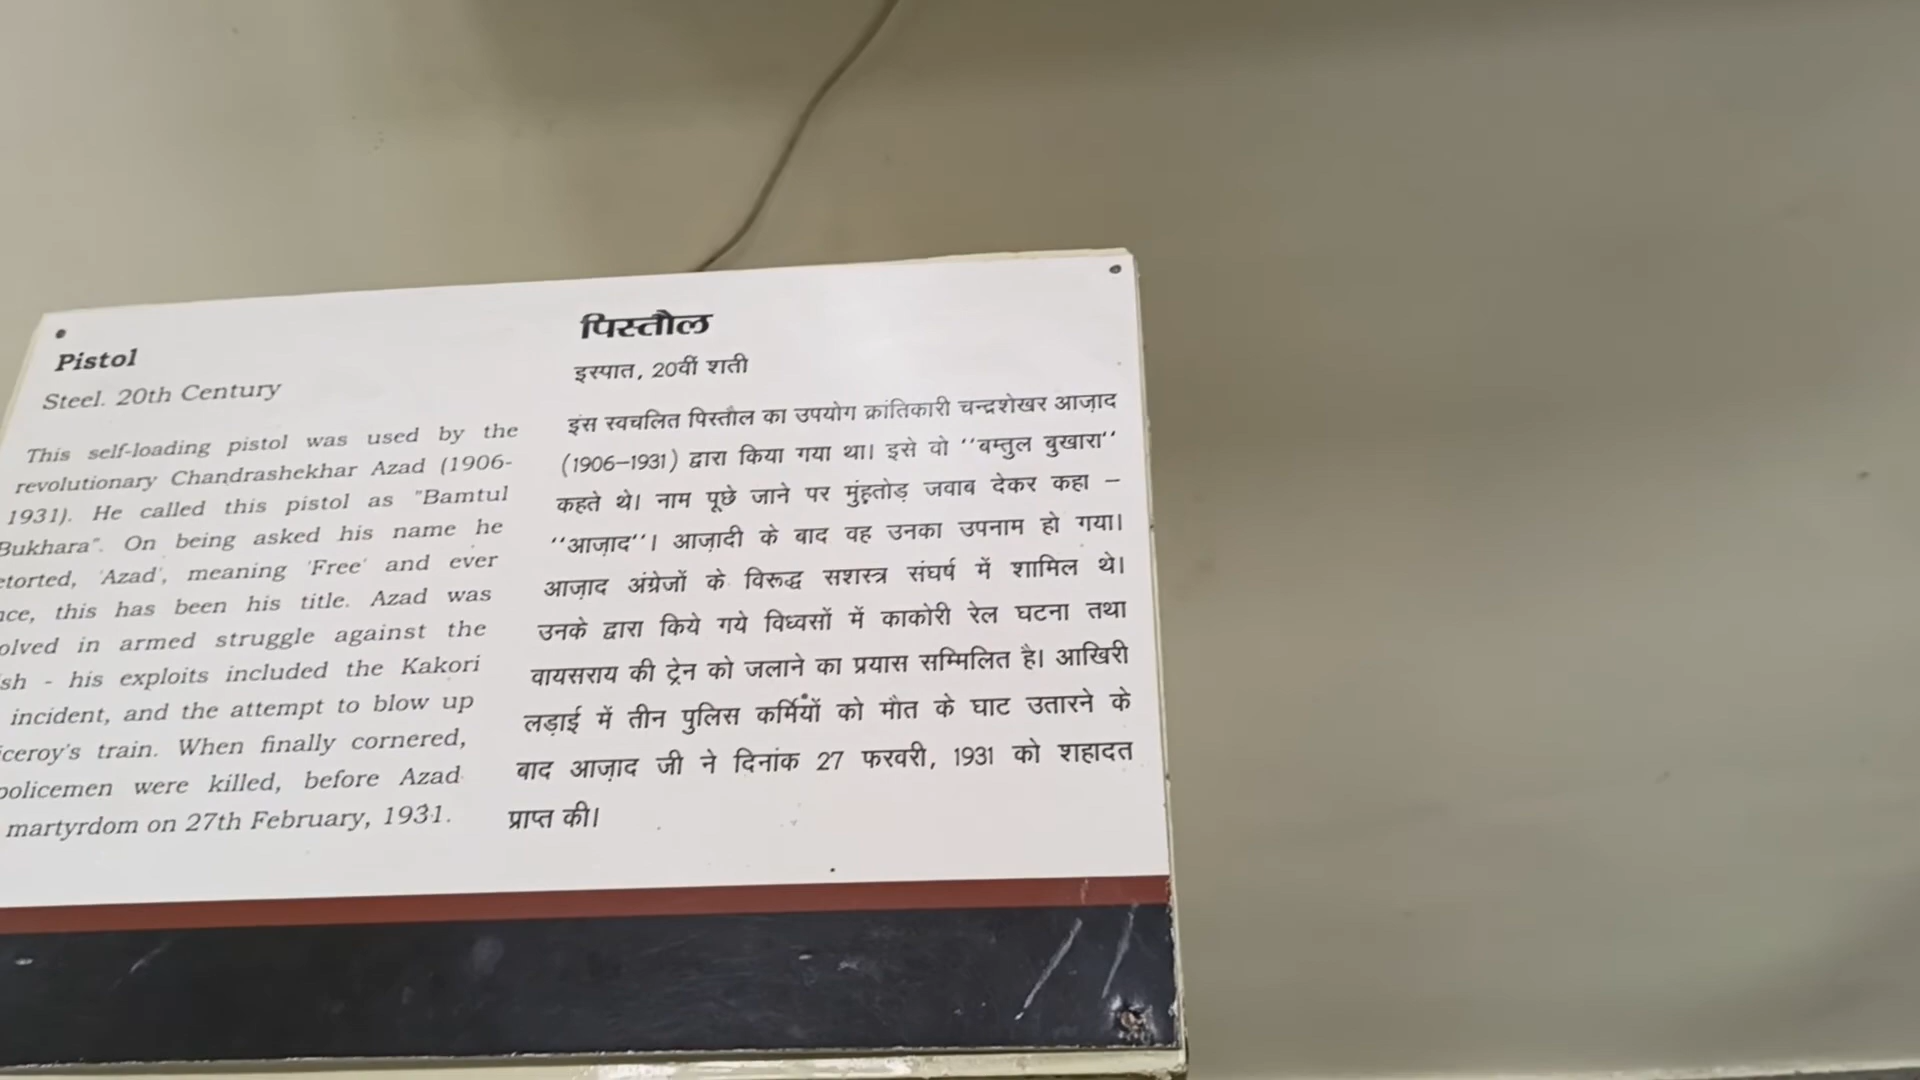 Pistol
Steel. 20th Century
This self-loading pistol was used by the
revolutionary Chandrashekhar Azad (1906-
1931). He called this pistol as "Bamtul
Bukhara". On being asked his name he
etorted, 'Azad', meaning 'Free' and ever
nce, this has been his title. Azad was
olved in armed struggle against the
sh - his exploits included the Kakori
incident, and the attempt to blow up
iceroy's train. When finally cornered,
policemen were killed, before Azad
martyrdom on 27th February, 1931.
पिस्तौल
इस्पात, 20वीं शती
इंस स्वचलित पिस्तौल का उपयोग क्रांतिकारी चन्द्रशेखर आज़ाद
(1906–1931) द्वारा किया गया था। इसे वो ‘‘बम्तुल बुखारा’’
कहते थे। नाम पूछे जाने पर मुंहतोड़ जवाब देकर कहा –
‘‘आज़ाद’’। आज़ादी के बाद वह उनका उपनाम हो गया।
आज़ाद अंग्रेजों के विरूद्ध सशस्त्र संघर्ष में शामिल थे।
उनके द्वारा किये गये विध्वसों में काकोरी रेल घटना तथा
वायसराय की ट्रेन को जलाने का प्रयास सम्मिलित है। आखिरी
लड़ाई में तीन पुलिस कर्मियों को मौत के घाट उतारने के
बाद आज़ाद जी ने दिनांक 27 फरवरी, 1931 को शहादत
प्राप्त की।